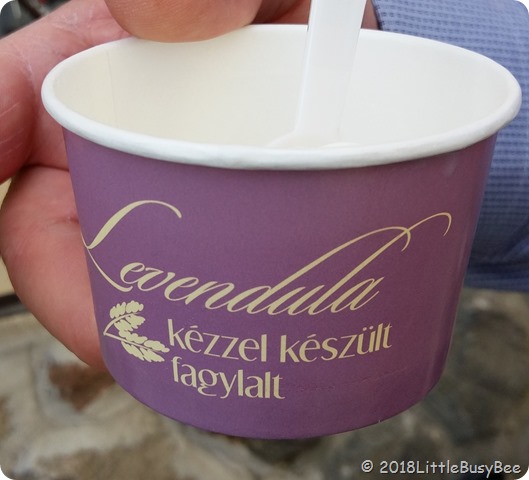 Levendula
kézzel készült
fagylalt
© 2018LittleBusyBee